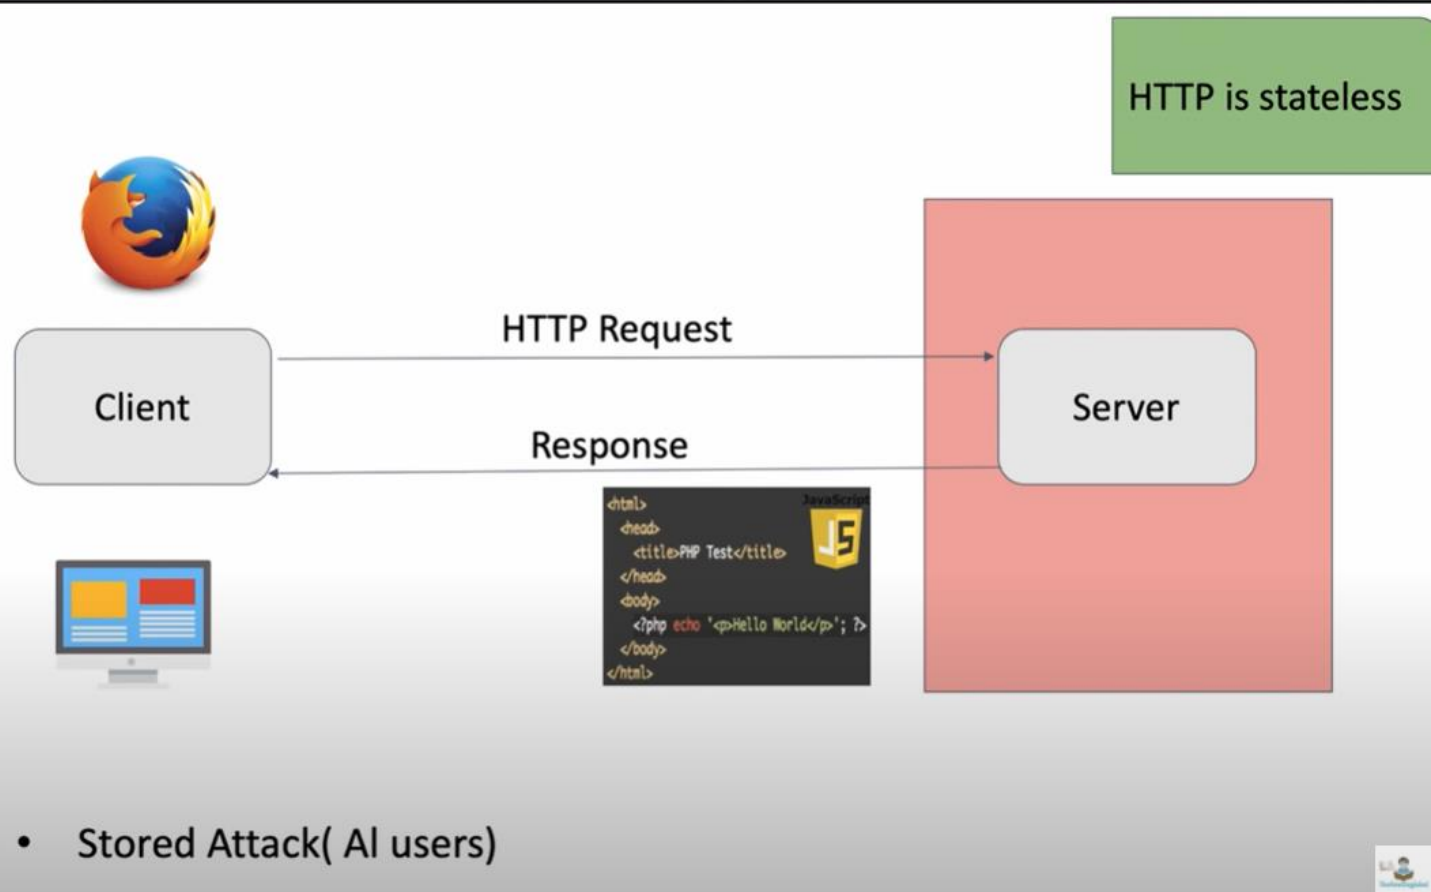 HTTP is stateless
HTTP Request
Client
Server
Response
JavaScript
JS
<html>
<head>
<title>PHP Test</title>
</head>
<body>
<?php echo '<p>Hello World</p>'; ?>
</body>
</html>
• Stored Attack( Al users)